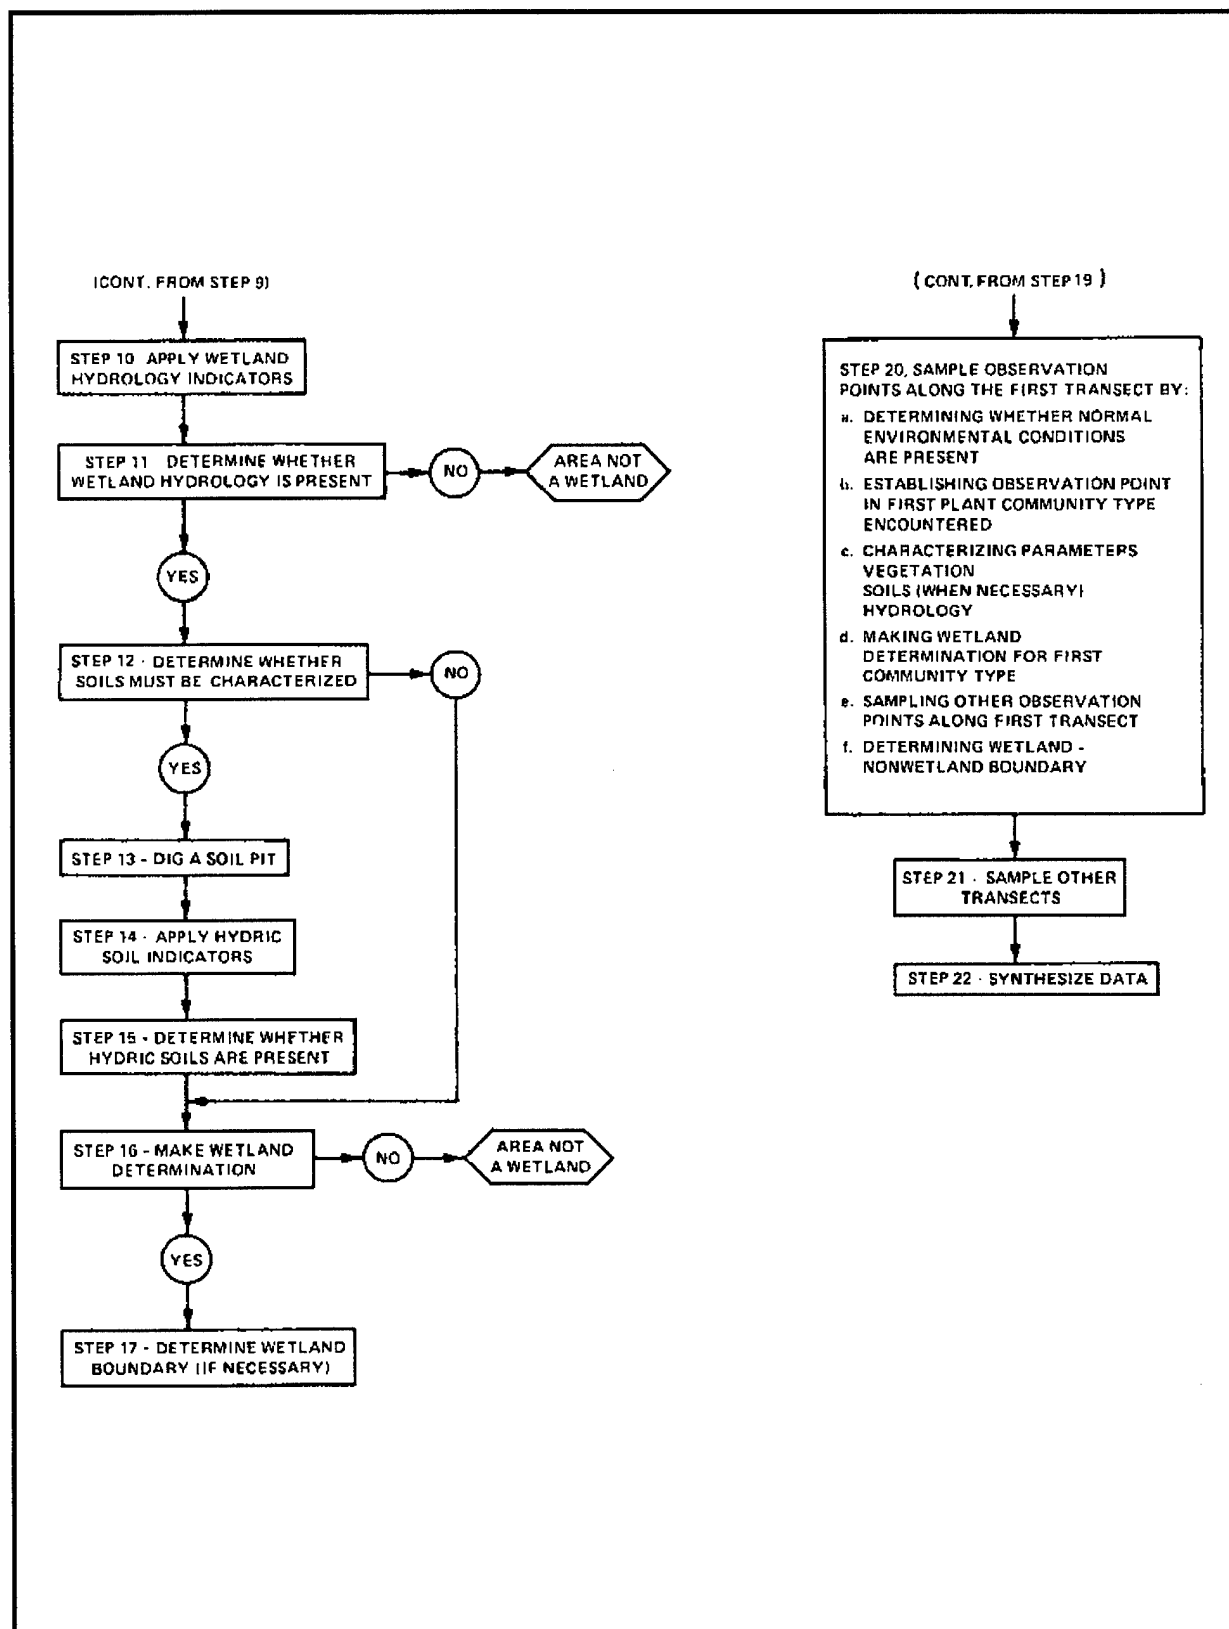 (CONT. FROM STEP 9)
STEP 10 APPLY WETLAND
HYDROLOGY INDICATORS
STEP 11 DETERMINE WHETHER
WETLAND HYDROLOGY IS PRESENT
NO
AREA NOT
A WETLAND
YES
STEP 12 - DETERMINE WHETHER
SOILS MUST BE CHARACTERIZED
NO
YES
STEP 13 - DIG A SOIL PIT
STEP 14 - APPLY HYDRIC
SOIL INDICATORS
STEP 15 - DETERMINE WHETHER
HYDRIC SOILS ARE PRESENT
STEP 16 - MAKE WETLAND
DETERMINATION
NO
AREA NOT
A WETLAND
YES
STEP 17 - DETERMINE WETLAND
BOUNDARY (IF NECESSARY)
( CONT. FROM STEP 19 )
STEP 20, SAMPLE OBSERVATION
POINTS ALONG THE FIRST TRANSECT BY:
a. DETERMINING WHETHER NORMAL
ENVIRONMENTAL CONDITIONS
ARE PRESENT
b. ESTABLISHING OBSERVATION POINT
IN FIRST PLANT COMMUNITY TYPE
ENCOUNTERED
c. CHARACTERIZING PARAMETERS
VEGETATION
SOILS (WHEN NECESSARY)
HYDROLOGY
d. MAKING WETLAND
DETERMINATION FOR FIRST
COMMUNITY TYPE
e. SAMPLING OTHER OBSERVATION
POINTS ALONG FIRST TRANSECT
f. DETERMINING WETLAND -
NONWETLAND BOUNDARY
STEP 21 - SAMPLE OTHER
TRANSECTS
STEP 22 - SYNTHESIZE DATA